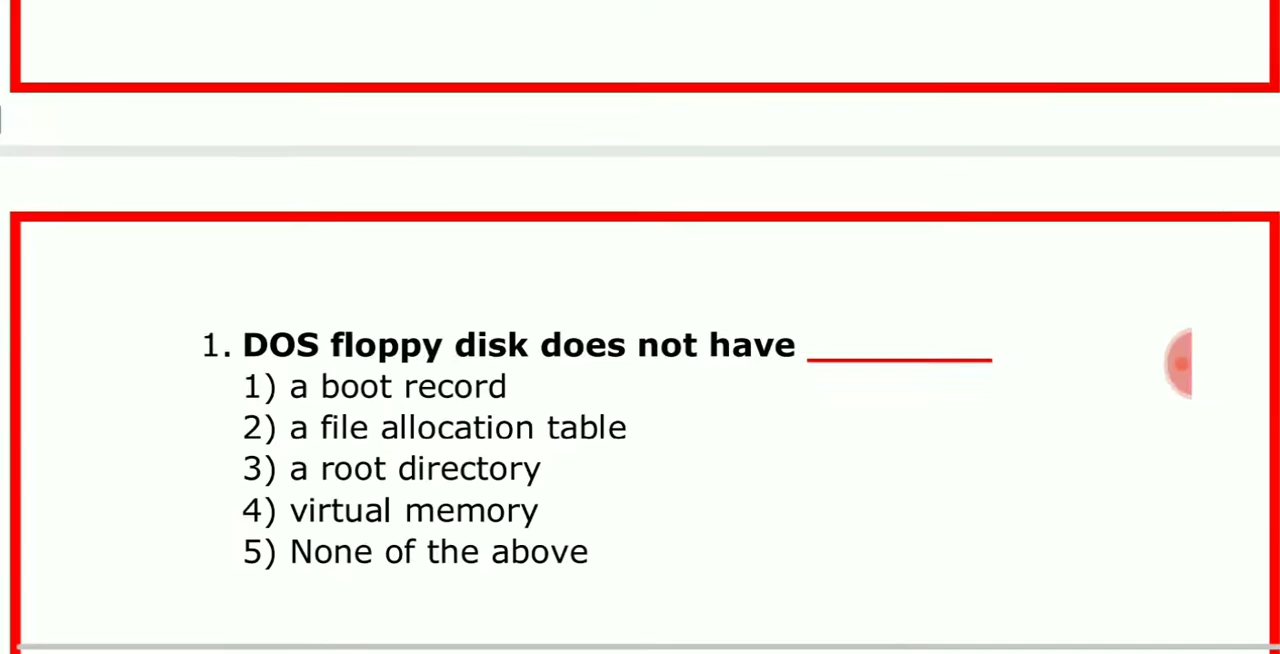 1. DOS floppy disk does not have __________
1) a boot record
2) a file allocation table
3) a root directory
4) virtual memory
5) None of the above